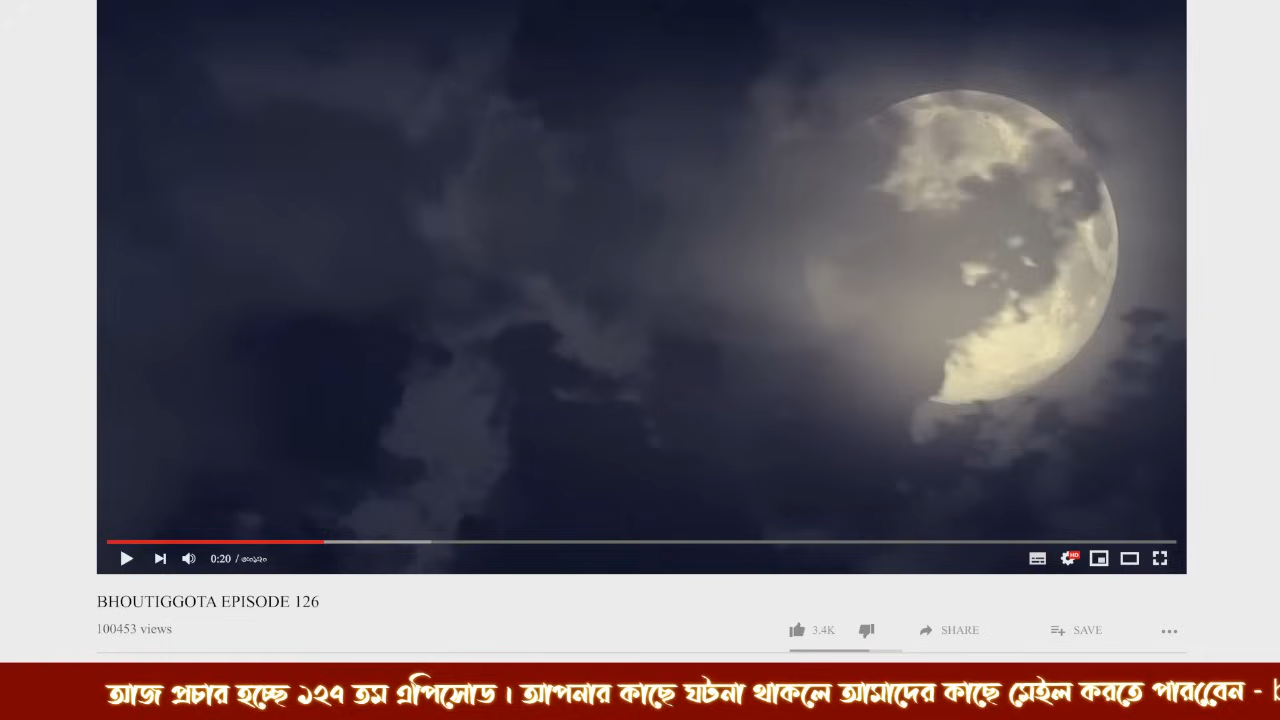 0:20 /
HD
BHOUTIGGOTA EPISODE 126
100453 views
3.4K
SHARE
SAVE
আজ প্রচার হচ্ছে ১২৭ তম এপিসোড । আপনার কাছে ঘটনা থাকলে আমাদের কাছে মেইল করতে পারবেন -